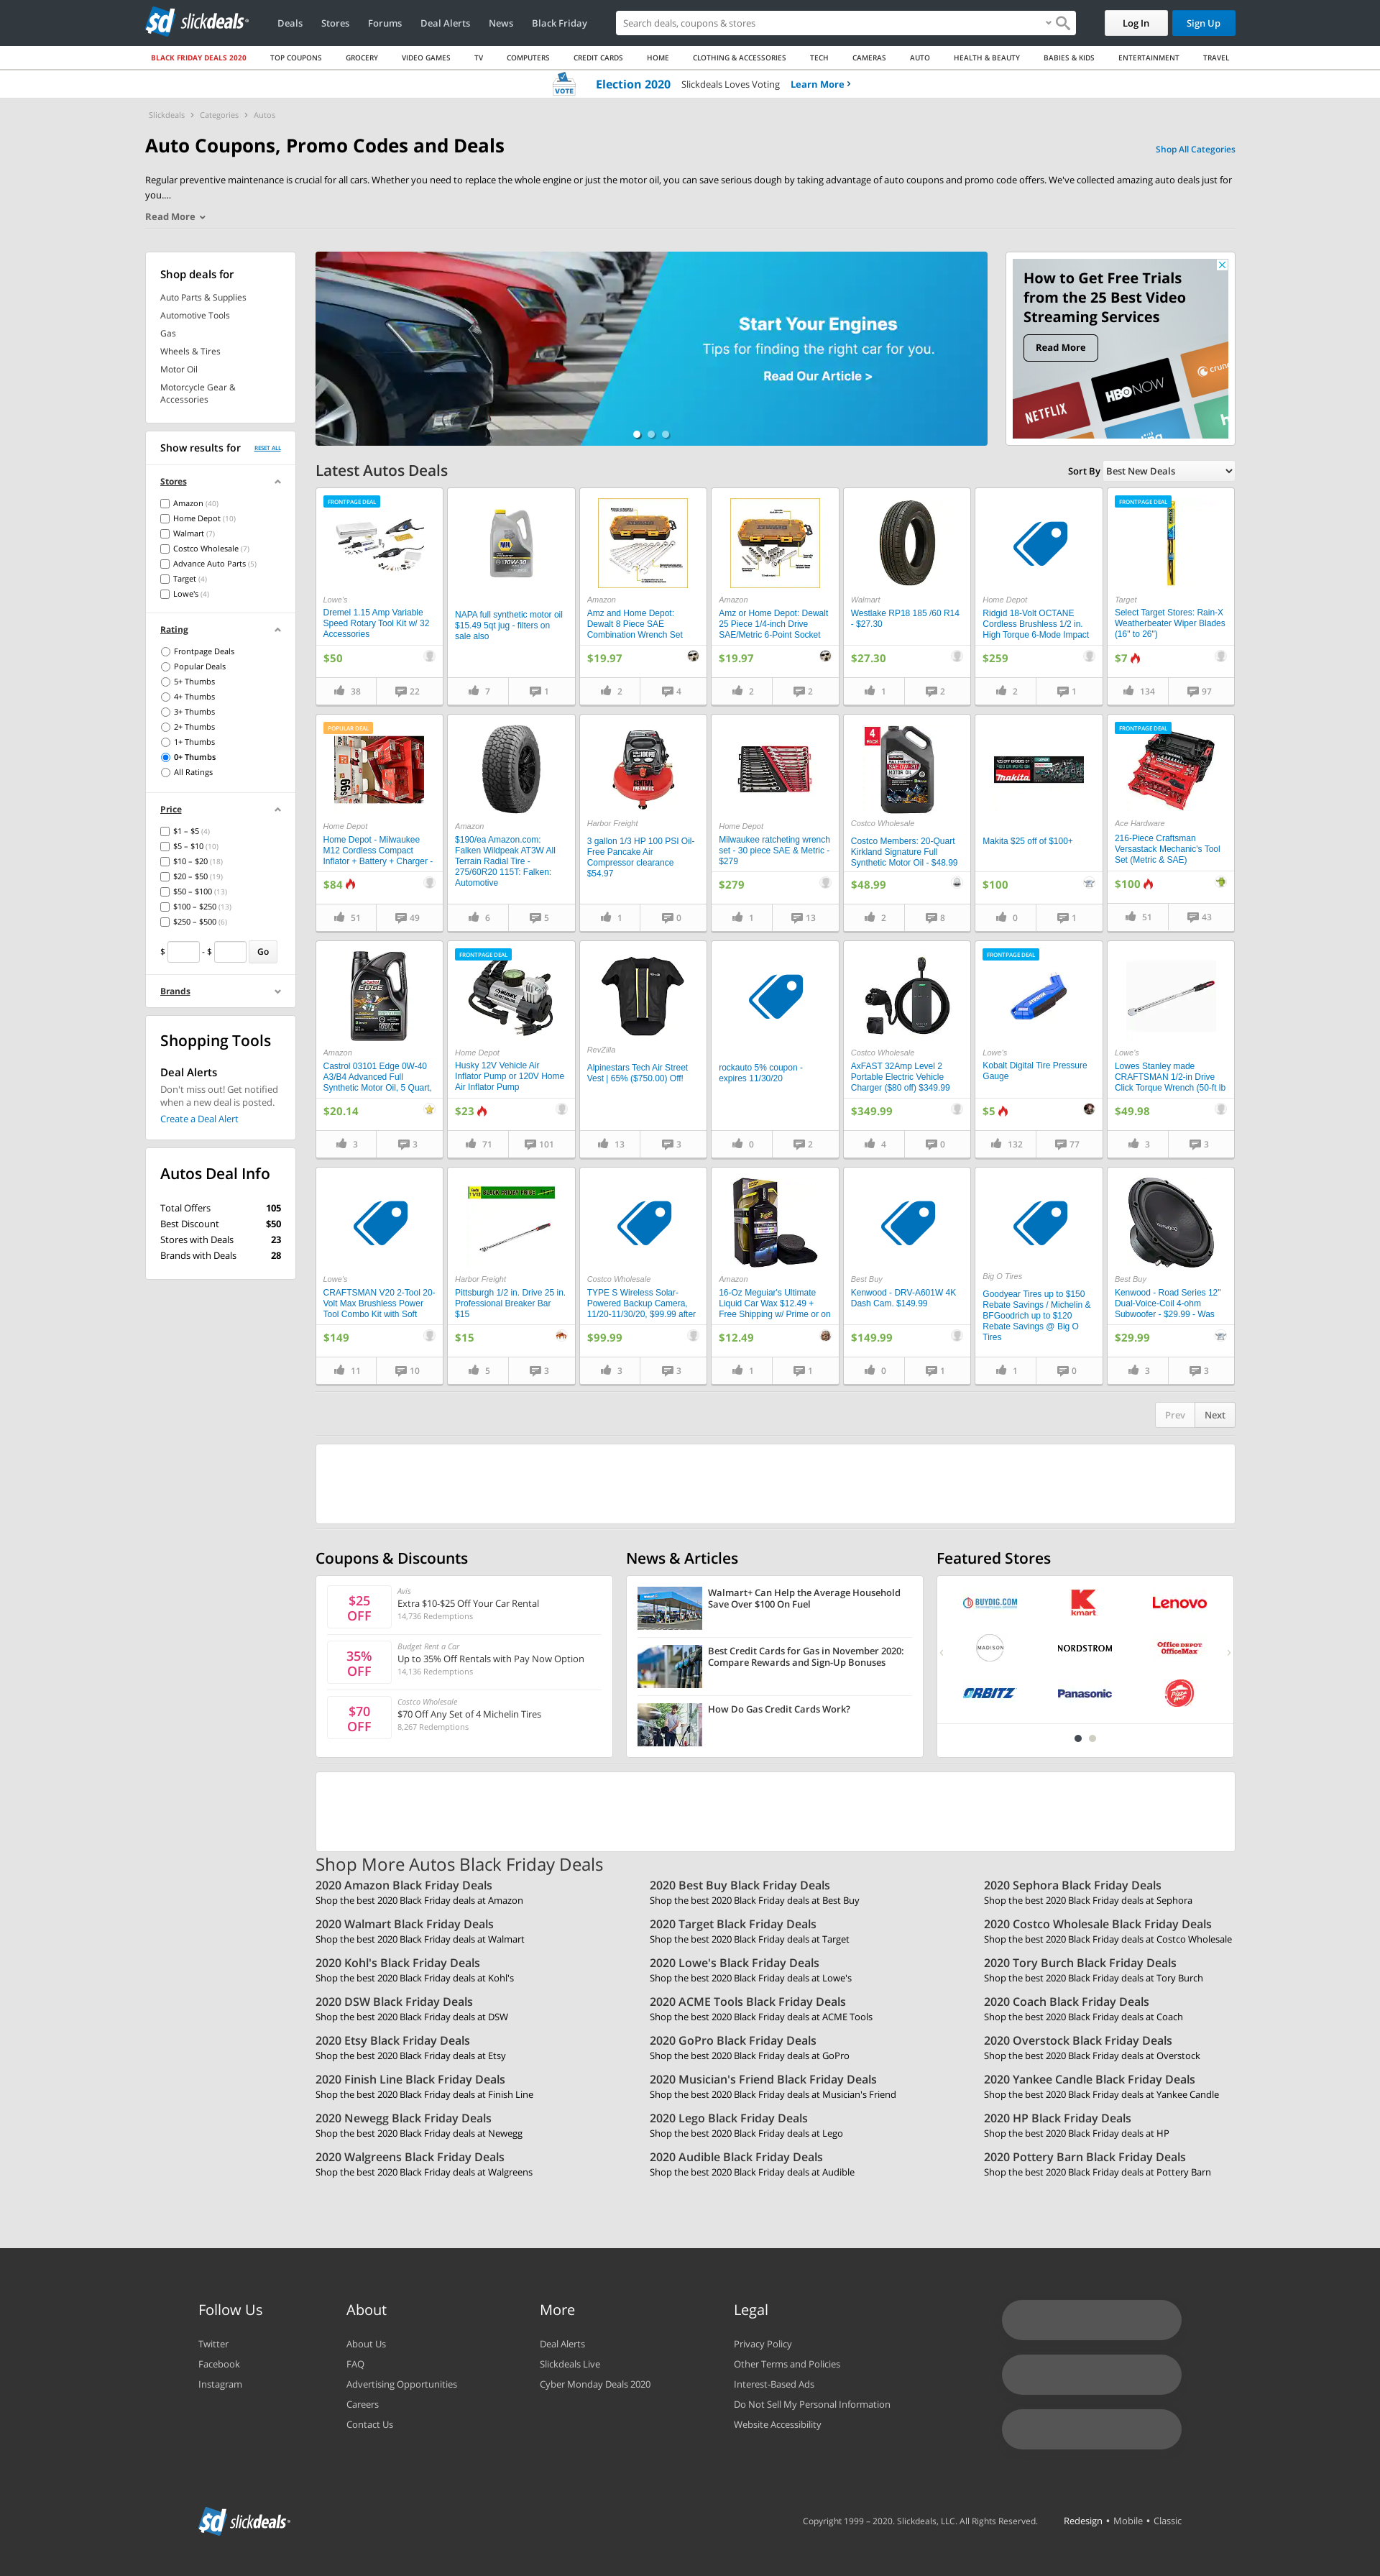 sd slickdeals
Deals Stores Forums Deal Alerts News Black Friday
Search deals, coupons & stores
Log In Sign Up
BLACK FRIDAY DEALS 2020 TOP COUPONS GROCERY VIDEO GAMES TV COMPUTERS CREDIT CARDS HOME CLOTHING & ACCESSORIES TECH CAMERAS AUTO HEALTH & BEAUTY BABIES & KIDS ENTERTAINMENT TRAVEL
VOTE Election 2020 Slickdeals Loves Voting Learn More
Slickdeals › Categories › Autos
Auto Coupons, Promo Codes and Deals
Shop All Categories
Regular preventive maintenance is crucial for all cars. Whether you need to replace the whole engine or just the motor oil, you can save serious dough by taking advantage of auto coupons and promo code offers. We've collected amazing auto deals just for
you....
Read More
Shop deals for
Auto Parts & Supplies
Automotive Tools
Gas
Wheels & Tires
Motor Oil
Motorcycle Gear &
Accessories
Show results for RESET ALL
Stores
Amazon (40)
Home Depot (10)
Walmart (7)
Costco Wholesale (7)
Advance Auto Parts (5)
Target (4)
Lowe's (4)
Rating
Frontpage Deals
Popular Deals
5+ Thumbs
4+ Thumbs
3+ Thumbs
2+ Thumbs
1+ Thumbs
0+ Thumbs
All Ratings
Price
$1 – $5 (4)
$5 – $10 (10)
$10 – $20 (18)
$20 – $50 (19)
$50 – $100 (13)
$100 – $250 (13)
$250 – $500 (6)
$ - $ Go
Brands
Shopping Tools
Deal Alerts
Don't miss out! Get notified
when a new deal is posted.
Create a Deal Alert
Autos Deal Info
Total Offers 105
Best Discount $50
Stores with Deals 23
Brands with Deals 28
Start Your Engines
Tips for finding the right car for you.
Read Our Article >
How to Get Free Trials
from the 25 Best Video
Streaming Services
Read More
NETFLIX
HBO NOW
crunc
Latest Autos Deals
Sort By Best New Deals
FRONTPAGE DEAL
Lowe's
Dremel 1.15 Amp Variable
Speed Rotary Tool Kit w/ 32
Accessories
$50
38 22
NAPA full synthetic motor oil
$15.49 5qt jug - filters on
sale also
7 1
Amazon
Amz and Home Depot:
Dewalt 8 Piece SAE
Combination Wrench Set
$19.97
2 4
Amazon
Amz or Home Depot: Dewalt
25 Piece 1/4-inch Drive
SAE/Metric 6-Point Socket
$19.97
2 2
Walmart
Westlake RP18 185 /60 R14
- $27.30
$27.30
1 2
Home Depot
Ridgid 18-Volt OCTANE
Cordless Brushless 1/2 in.
High Torque 6-Mode Impact
$259
2 1
FRONTPAGE DEAL
Target
Select Target Stores: Rain-X
Weatherbeater Wiper Blades
(16" to 26")
$7
134 97
POPULAR DEAL
Home Depot
Home Depot - Milwaukee
M12 Cordless Compact
Inflator + Battery + Charger -
$84
51 49
Amazon
$190/ea Amazon.com:
Falken Wildpeak AT3W All
Terrain Radial Tire -
275/60R20 115T: Falken:
Automotive
6 5
Harbor Freight
3 gallon 1/3 HP 100 PSI Oil-
Free Pancake Air
Compressor clearance
$54.97
1 0
Home Depot
Milwaukee ratcheting wrench
set - 30 piece SAE & Metric -
$279
$279
1 13
4 PACK
Costco Wholesale
Costco Members: 20-Quart
Kirkland Signature Full
Synthetic Motor Oil - $48.99
$48.99
2 8
makita
Makita $25 off of $100+
$100
0 1
FRONTPAGE DEAL
Ace Hardware
216-Piece Craftsman
Versastack Mechanic's Tool
Set (Metric & SAE)
$100
51 43
Amazon
Castrol 03101 Edge 0W-40
A3/B4 Advanced Full
Synthetic Motor Oil, 5 Quart,
$20.14
3 3
FRONTPAGE DEAL
Home Depot
Husky 12V Vehicle Air
Inflator Pump or 120V Home
Air Inflator Pump
$23
71 101
RevZilla
Alpinestars Tech Air Street
Vest | 65% ($750.00) Off!
13 3
rockauto 5% coupon -
expires 11/30/20
0 2
Costco Wholesale
AxFAST 32Amp Level 2
Portable Electric Vehicle
Charger ($80 off) $349.99
$349.99
4 0
FRONTPAGE DEAL
Lowe's
Kobalt Digital Tire Pressure
Gauge
$5
132 77
Lowe's
Lowes Stanley made
CRAFTSMAN 1/2-in Drive
Click Torque Wrench (50-ft lb
$49.98
3 3
Lowe's
CRAFTSMAN V20 2-Tool 20-
Volt Max Brushless Power
Tool Combo Kit with Soft
$149
11 10
Harbor Freight
Pittsburgh 1/2 in. Drive 25 in.
Professional Breaker Bar
$15
$15
5 3
Costco Wholesale
TYPE S Wireless Solar-
Powered Backup Camera,
11/20-11/30/20, $99.99 after
$99.99
3 3
Amazon
16-Oz Meguiar's Ultimate
Liquid Car Wax $12.49 +
Free Shipping w/ Prime or on
$12.49
1 1
Best Buy
Kenwood - DRV-A601W 4K
Dash Cam. $149.99
$149.99
0 1
Big O Tires
Goodyear Tires up to $150
Rebate Savings / Michelin &
BFGoodrich up to $120
Rebate Savings @ Big O
Tires
1 0
Best Buy
Kenwood - Road Series 12"
Dual-Voice-Coil 4-ohm
Subwoofer - $29.99 - Was
$29.99
3 3
Prev Next
Coupons & Discounts
$25 OFF
Avis
Extra $10-$25 Off Your Car Rental
14,736 Redemptions
35% OFF
Budget Rent a Car
Up to 35% Off Rentals with Pay Now Option
14,136 Redemptions
$70 OFF
Costco Wholesale
$70 Off Any Set of 4 Michelin Tires
8,267 Redemptions
News & Articles
Walmart+ Can Help the Average Household
Save Over $100 On Fuel
Best Credit Cards for Gas in November 2020:
Compare Rewards and Sign-Up Bonuses
How Do Gas Credit Cards Work?
Featured Stores
BUYDIG.COM kmart Lenovo
MADISON NORDSTROM Office DEPOT OfficeMax
ORBITZ Panasonic Pizza Hut
Shop More Autos Black Friday Deals
2020 Amazon Black Friday Deals
Shop the best 2020 Black Friday deals at Amazon
2020 Best Buy Black Friday Deals
Shop the best 2020 Black Friday deals at Best Buy
2020 Sephora Black Friday Deals
Shop the best 2020 Black Friday deals at Sephora
2020 Walmart Black Friday Deals
Shop the best 2020 Black Friday deals at Walmart
2020 Target Black Friday Deals
Shop the best 2020 Black Friday deals at Target
2020 Costco Wholesale Black Friday Deals
Shop the best 2020 Black Friday deals at Costco Wholesale
2020 Kohl's Black Friday Deals
Shop the best 2020 Black Friday deals at Kohl's
2020 Lowe's Black Friday Deals
Shop the best 2020 Black Friday deals at Lowe's
2020 Tory Burch Black Friday Deals
Shop the best 2020 Black Friday deals at Tory Burch
2020 DSW Black Friday Deals
Shop the best 2020 Black Friday deals at DSW
2020 ACME Tools Black Friday Deals
Shop the best 2020 Black Friday deals at ACME Tools
2020 Coach Black Friday Deals
Shop the best 2020 Black Friday deals at Coach
2020 Etsy Black Friday Deals
Shop the best 2020 Black Friday deals at Etsy
2020 GoPro Black Friday Deals
Shop the best 2020 Black Friday deals at GoPro
2020 Overstock Black Friday Deals
Shop the best 2020 Black Friday deals at Overstock
2020 Finish Line Black Friday Deals
Shop the best 2020 Black Friday deals at Finish Line
2020 Musician's Friend Black Friday Deals
Shop the best 2020 Black Friday deals at Musician's Friend
2020 Yankee Candle Black Friday Deals
Shop the best 2020 Black Friday deals at Yankee Candle
2020 Newegg Black Friday Deals
Shop the best 2020 Black Friday deals at Newegg
2020 Lego Black Friday Deals
Shop the best 2020 Black Friday deals at Lego
2020 HP Black Friday Deals
Shop the best 2020 Black Friday deals at HP
2020 Walgreens Black Friday Deals
Shop the best 2020 Black Friday deals at Walgreens
2020 Audible Black Friday Deals
Shop the best 2020 Black Friday deals at Audible
2020 Pottery Barn Black Friday Deals
Shop the best 2020 Black Friday deals at Pottery Barn
Follow Us
Twitter
Facebook
Instagram
About
About Us
FAQ
Advertising Opportunities
Careers
Contact Us
More
Deal Alerts
Slickdeals Live
Cyber Monday Deals 2020
Legal
Privacy Policy
Other Terms and Policies
Interest-Based Ads
Do Not Sell My Personal Information
Website Accessibility
sd slickdeals
Copyright 1999 – 2020. Slickdeals, LLC. All Rights Reserved. Redesign • Mobile • Classic